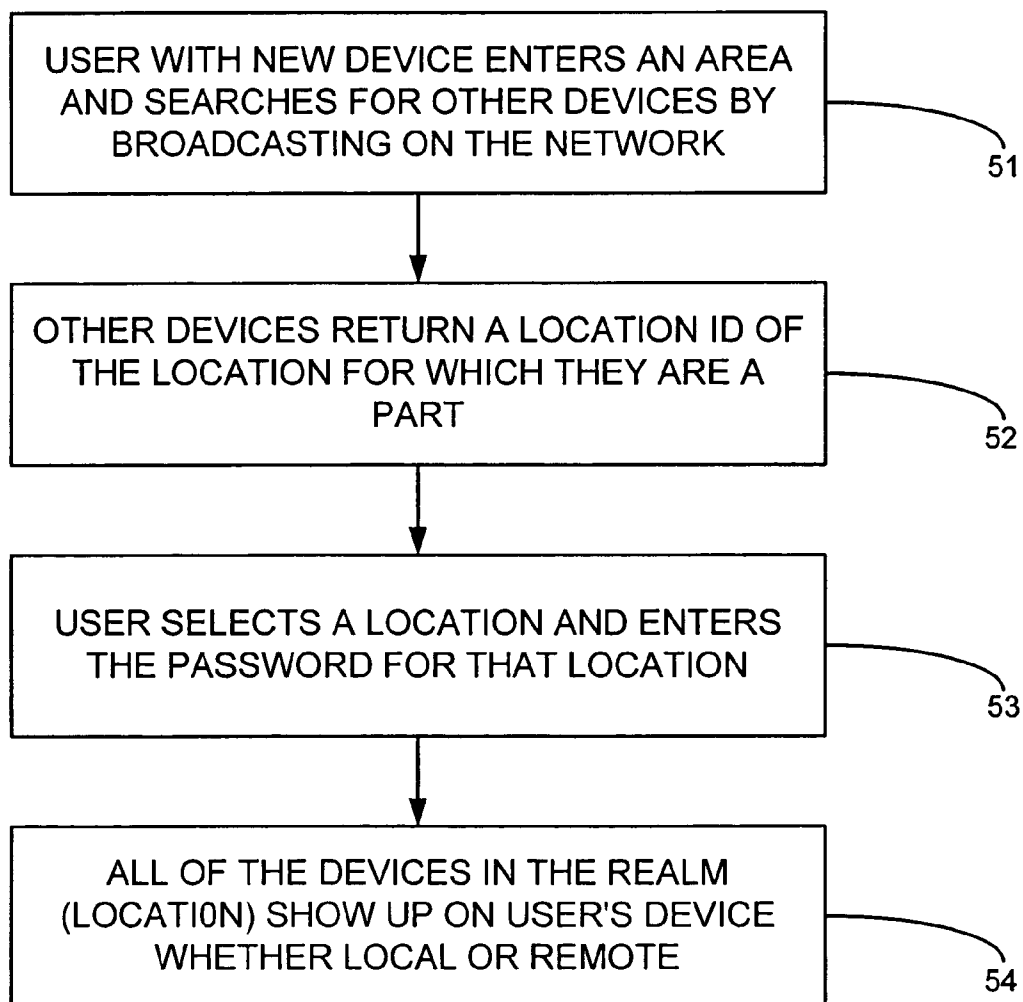 USER WITH NEW DEVICE ENTERS AN AREA
AND SEARCHES FOR OTHER DEVICES BY
BROADCASTING ON THE NETWORK
51
OTHER DEVICES RETURN A LOCATION ID OF
THE LOCATION FOR WHICH THEY ARE A
PART
52
USER SELECTS A LOCATION AND ENTERS
THE PASSWORD FOR THAT LOCATION
53
ALL OF THE DEVICES IN THE REALM
(LOCATI0N) SHOW UP ON USER'S DEVICE
WHETHER LOCAL OR REMOTE
54